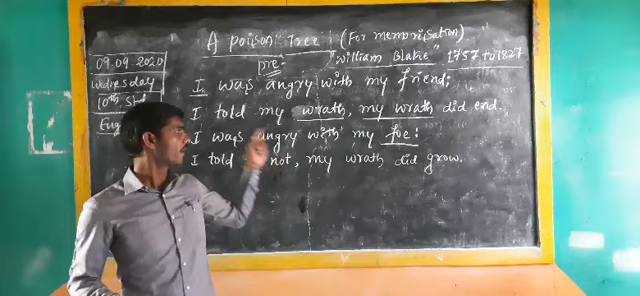 "A poison Tree" (For memorisation)
pre:- "William Blake" 1757 to 1827
09.09.2020
Wednesday
10th Std
Eng
I was angry with my friend;
I told my wrath, my wrath did end.
I was angry with my foe:
I told not, my wrath did grow.